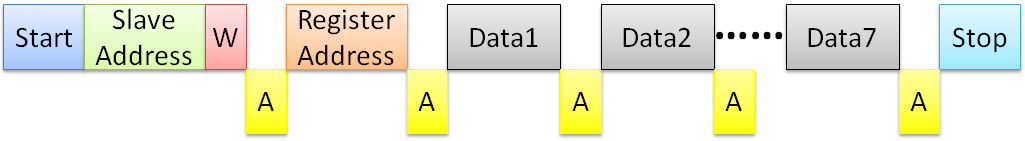 Start
Slave
Address
W
A
Register
Address
A
Data1
A
Data2
A
Data7
A
Stop